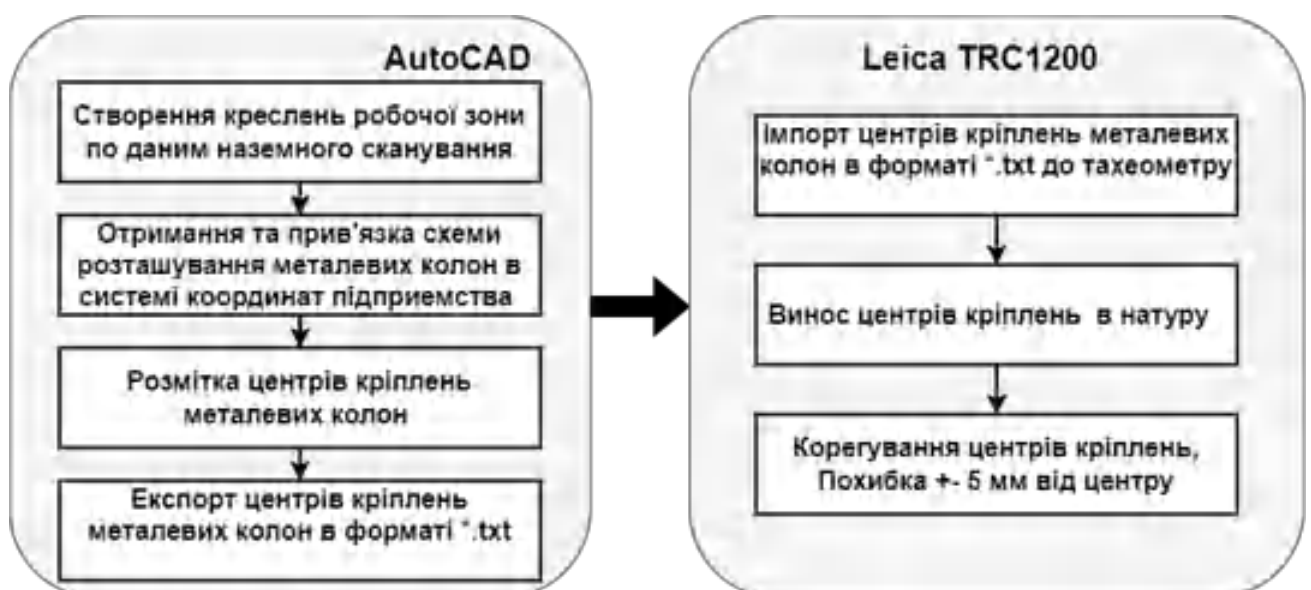 AutoCAD
Створення креслень робочої зони
по даним наземного сканування
Отримання та прив'язка схеми
розташування металевих колон в
системі координат підприемства
Розмітка центрів кріплень
металевих колон
Експорт центрів кріплень
металевих колон в форматі *.txt
Leica TRC1200
Імпорт центрів кріплень металевих
колон в форматі *.txt до тахеометру
Винос центрів кріплень в натуру
Корегування центрів кріплень,
Похибка +- 5 мм від центру